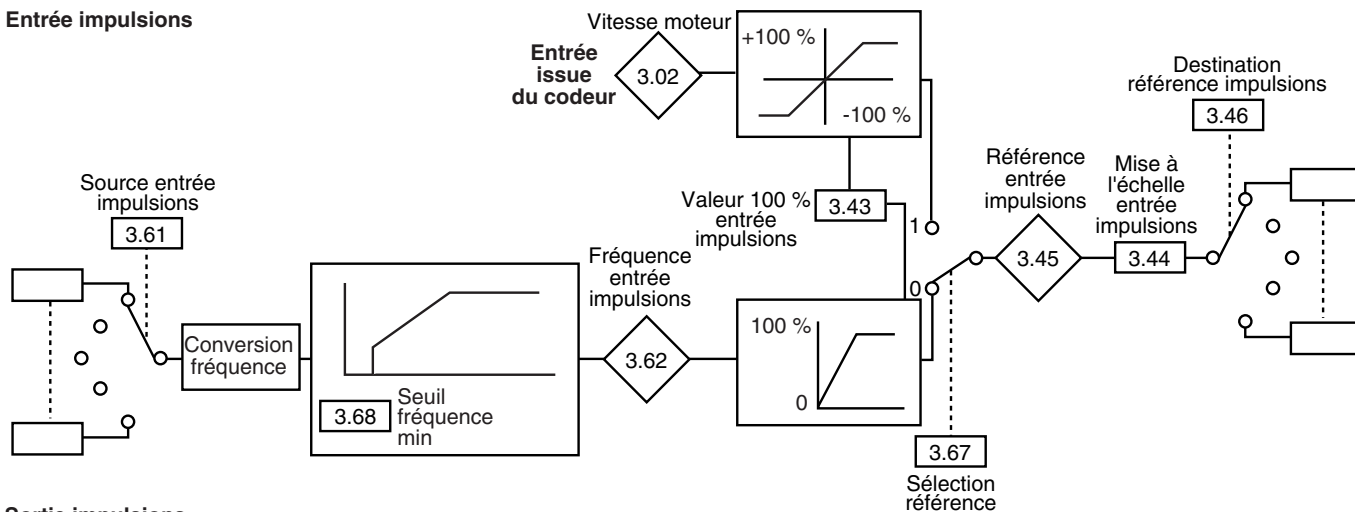 Entrée impulsions
Vitesse moteur
Entrée
issue
du codeur
3.02
+100 %
-100 %
Destination
référence impulsions
3.46
Source entrée
impulsions
3.61
Valeur 100 %
entrée
impulsions
3.43
Référence
entrée
impulsions
3.45
Mise à
l'échelle
entrée
impulsions
3.44
1
0
Conversion
fréquence
3.68
Seuil
fréquence
min
Fréquence
entrée
impulsions
3.62
100 %
0
3.67
Sélection
référence